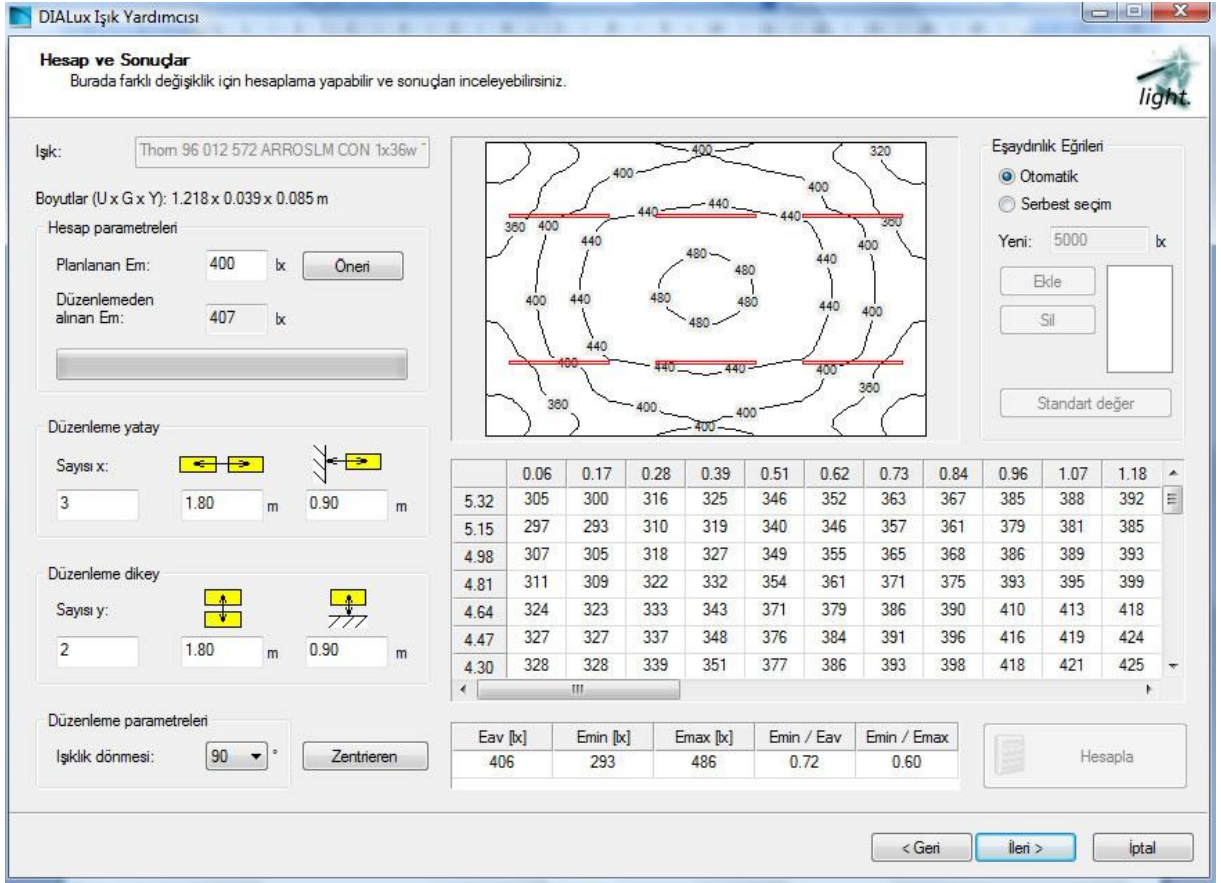 DIALux Işık Yardımcısı
Hesap ve Sonuçlar
Burada farklı değişiklik için hesaplama yapabilir ve sonuçları inceleyebilirsiniz.
light.
Işık: Thorn 96 012 572 ARROSLM CON 1x36w
Boyutlar (U x G x Y): 1.218 x 0.039 x 0.085 m
Hesap parametreleri
Planlanan Em: 400 lx Öneri
Düzenlemeden
alınan Em: 407 lx
Düzenleme yatay
Sayısı x:
3 1.80 m 0.90 m
Düzenleme dikey
Sayısı y:
2 1.80 m 0.90 m
Düzenleme parametreleri
Işıklık dönmesi: 90 ° Zentrieren
400 320
400 400
440 440 440
360 400 360
440 400
480 440
480
400 440 480 480 440 400
480
440
400 440 440 400
360 360
400 400
400
Eşaydınlık Eğrileri
Otomatik
Serbest seçim
Yeni: 5000 lx
Ekle
Sil
Standart değer
0.06 0.17 0.28 0.39 0.51 0.62 0.73 0.84 0.96 1.07 1.18
5.32 305 300 316 325 346 352 363 367 385 388 392
5.15 297 293 310 319 340 346 357 361 379 381 385
4.98 307 305 318 327 349 355 365 368 386 389 393
4.81 311 309 322 332 354 361 371 375 393 395 399
4.64 324 323 333 343 371 379 386 390 410 413 418
4.47 327 327 337 348 376 384 391 396 416 419 424
4.30 328 328 339 351 377 386 393 398 418 421 425
Eav [lx] Emin [lx] Emax [lx] Emin / Eav Emin / Emax
406 293 486 0.72 0.60
Hesapla
< Geri İleri > İptal